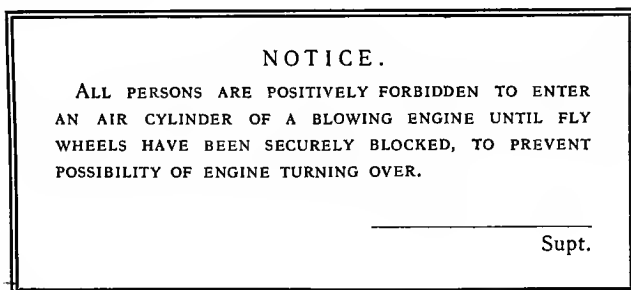 NOTICE.
ALL PERSONS ARE POSITIVELY FORBIDDEN TO ENTER
AN AIR CYLINDER OF A BLOWING ENGINE UNTIL FLY
WHEELS HAVE BEEN SECURELY BLOCKED, TO PREVENT
POSSIBILITY OF ENGINE TURNING OVER.
Supt.